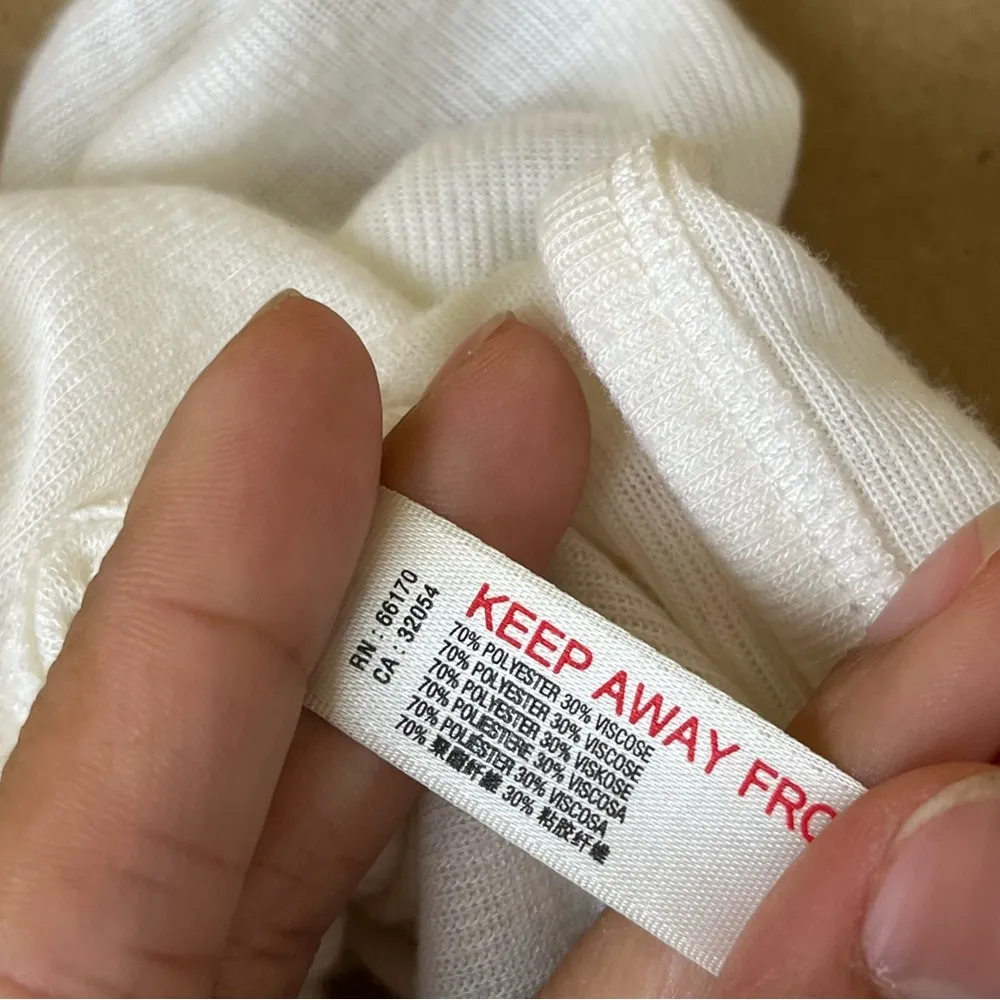 RN : 66170
CA : 32054
KEEP AWAY FRO
70% POLYESTER 30% VISCOSE
70% POLYESTER 30% VISCOSE
70% POLYESTER 30% VISKOSE
70% POLIESTERE 30% VISCOSA
70% POLIESTER 30% VISCOSA
70% 聚酯纤维 30% 粘胶纤维